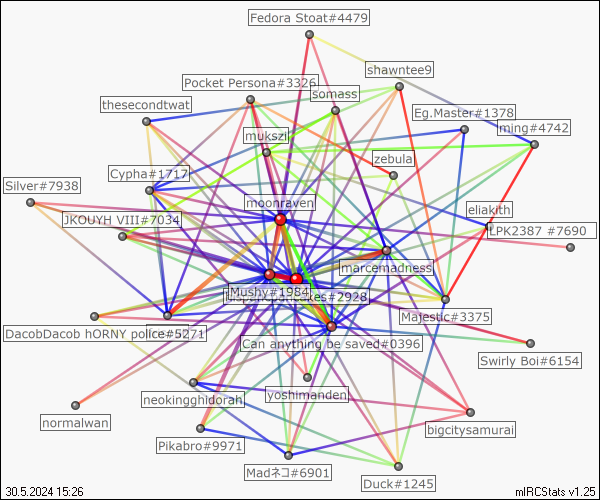 Fedora Stoat#4479
shawntee9
Pocket Persona#3326
somass
thesecondtwat
Eg.Master#1378
ming#4742
mukszil
zebula
Cypha#1717
Silver#7938
moonraven
eliakith
JKOUYH VIII#7034
LPK2387 #7690
marcemadness
Mushy#1984
cakes#2928
Majestic#3375
DacobDacob hORNY police#5271
Can anything be saved#0396
Swirly Boi#6154
neokingghidorah
yoshimanden
normalwan
bigcitysamurai
Pikabro#9971
Madネコ#6901
Duck#1245
30.5.2024 15:26
mIRCStats v1.25